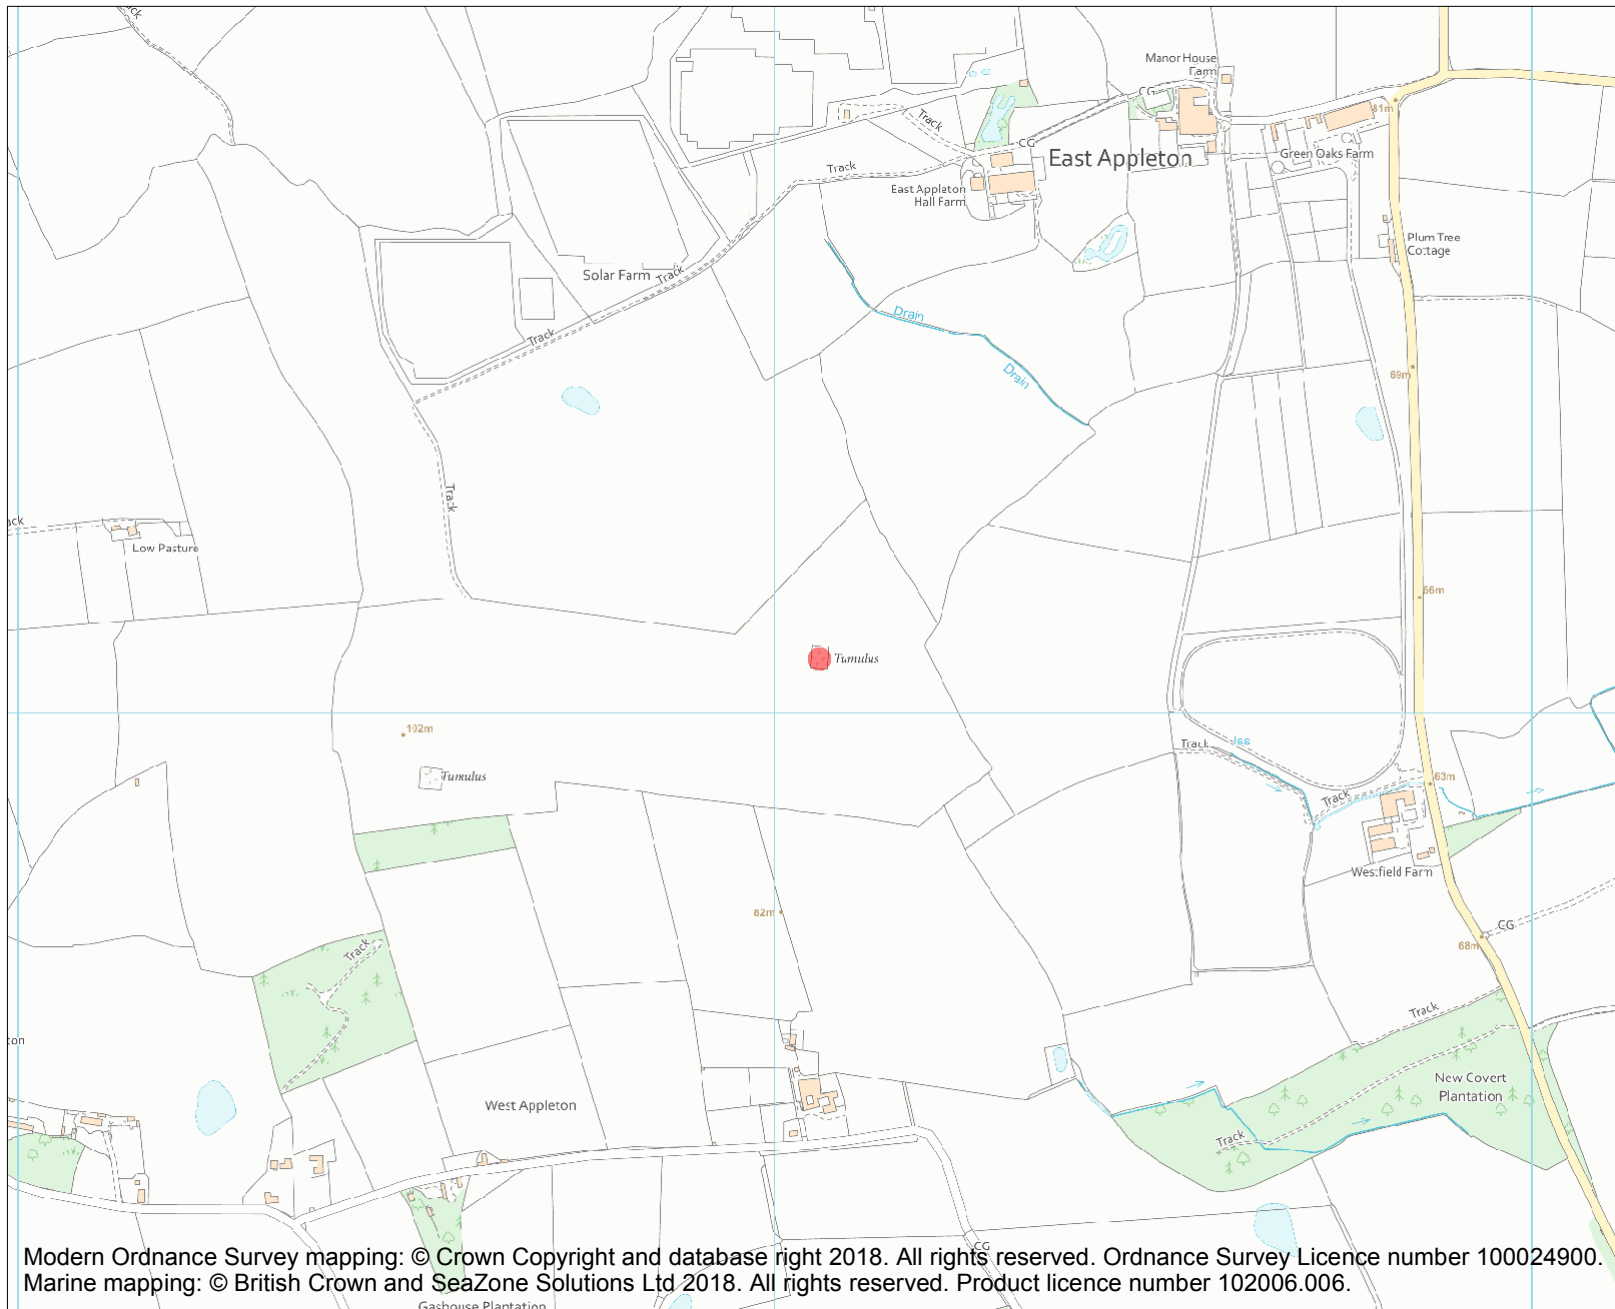 Manor House
Farm
CG
81m
Track
CG
East Appleton
Green Oaks Farm
Track
East Appleton
Hall Farm
Plum Tree
Cottage
Solar Farm
Track
Drain
Track
Drain
69m
Track
Low Pasture
66m
Tumulus
102m
Track
Tumulus
63m
Track
Westfield Farm
82m
CG
68m
Track
Track
New Covert
Plantation
West Appleton
Track
CG
Modern Ordnance Survey mapping: © Crown Copyright and database right 2018. All rights reserved. Ordnance Survey Licence number 100024900.
Marine mapping: © British Crown and SeaZone Solutions Ltd 2018. All rights reserved. Product licence number 102006.006.
Gashouse Plantation